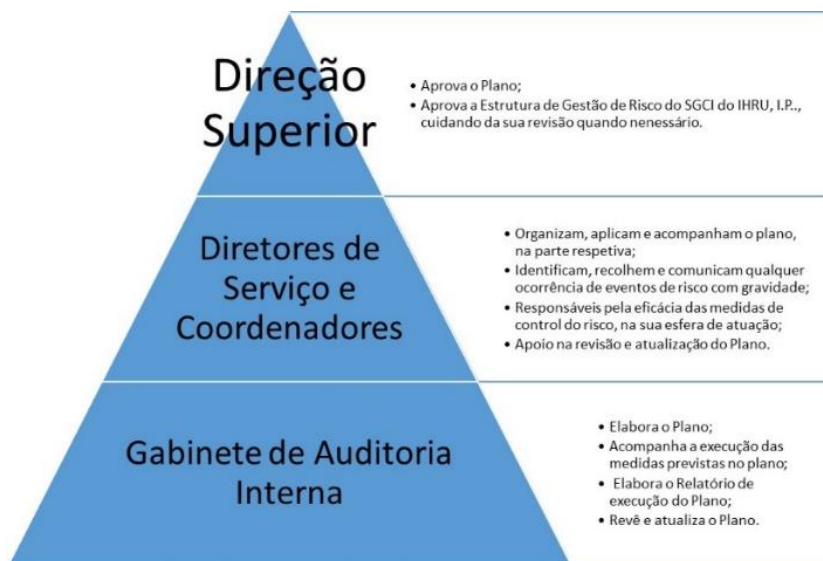 Direção
Superior
• Aprova o Plano;
• Aprova a Estrutura de Gestão de Risco do SGCI do IHRU, I.P..,
cuidando da sua revisão quando nenessário.
Diretores de
Serviço e
Coordenadores
• Organizam, aplicam e acompanham o plano,
na parte respetiva;
• Identificam, recolhem e comunicam qualquer
ocorrência de eventos de risco com gravidade;
• Responsáveis pela eficácia das medidas de
control do risco, na sua esfera de atuação;
• Apoio na revisão e atualização do Plano.
Gabinete de Auditoria
Interna
• Elabora o Plano;
• Acompanha a execução das
medidas previstas no plano;
• Elabora o Relatório de
execução do Plano;
• Revê e atualiza o Plano.